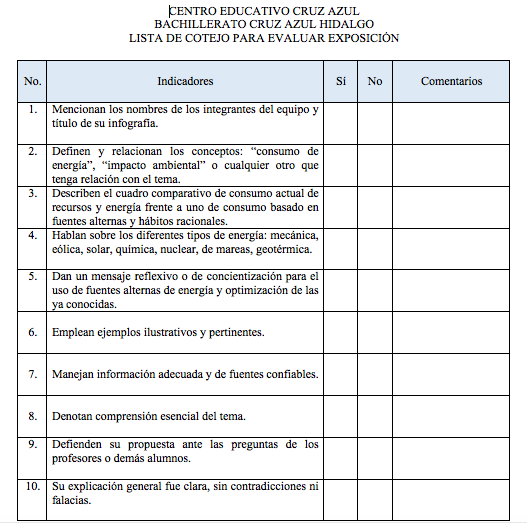 CENTRO EDUCATIVO CRUZ AZUL
BACHILLERATO CRUZ AZUL HIDALGO
LISTA DE COTEJO PARA EVALUAR EXPOSICIÓN
No. Indicadores Sí No Comentarios
1. Mencionan los nombres de los integrantes del equipo y
título de su infografía.
2. Definen y relacionan los conceptos: “consumo de
energía”, “impacto ambiental” o cualquier otro que
tenga relación con el tema.
3. Describen el cuadro comparativo de consumo actual de
recursos y energía frente a uno de consumo basado en
fuentes alternas y hábitos racionales.
4. Hablan sobre los diferentes tipos de energía: mecánica,
eólica, solar, química, nuclear, de mareas, geotérmica.
5. Dan un mensaje reflexivo o de concientización para el
uso de fuentes alternas de energía y optimización de las
ya conocidas.
6. Emplean ejemplos ilustrativos y pertinentes.
7. Manejan información adecuada y de fuentes confiables.
8. Denotan comprensión esencial del tema.
9. Defienden su propuesta ante las preguntas de los
profesores o demás alumnos.
10. Su explicación general fue clara, sin contradicciones ni
falacias.